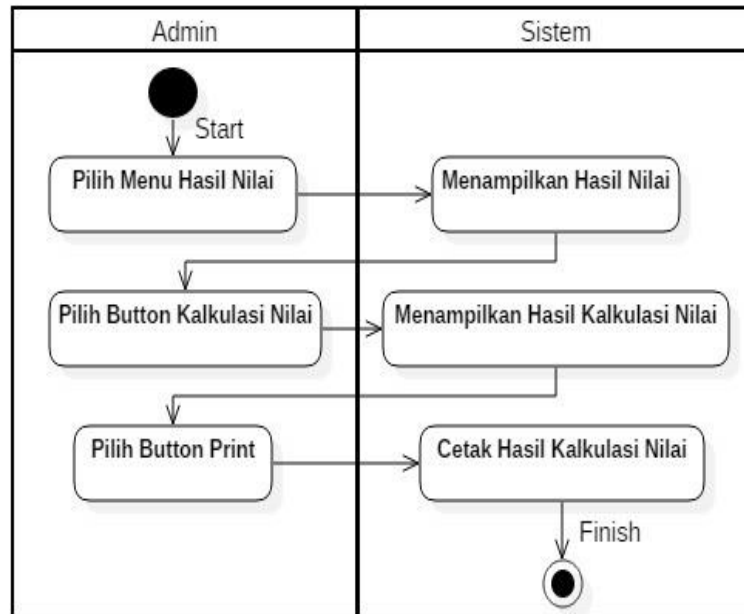 Admin
Sistem
Start
Pilih Menu Hasil Nilai
Menampilkan Hasil Nilai
Pilih Button Kalkulasi Nilai
Menampilkan Hasil Kalkulasi Nilai
Pilih Button Print
Cetak Hasil Kalkulasi Nilai
Finish